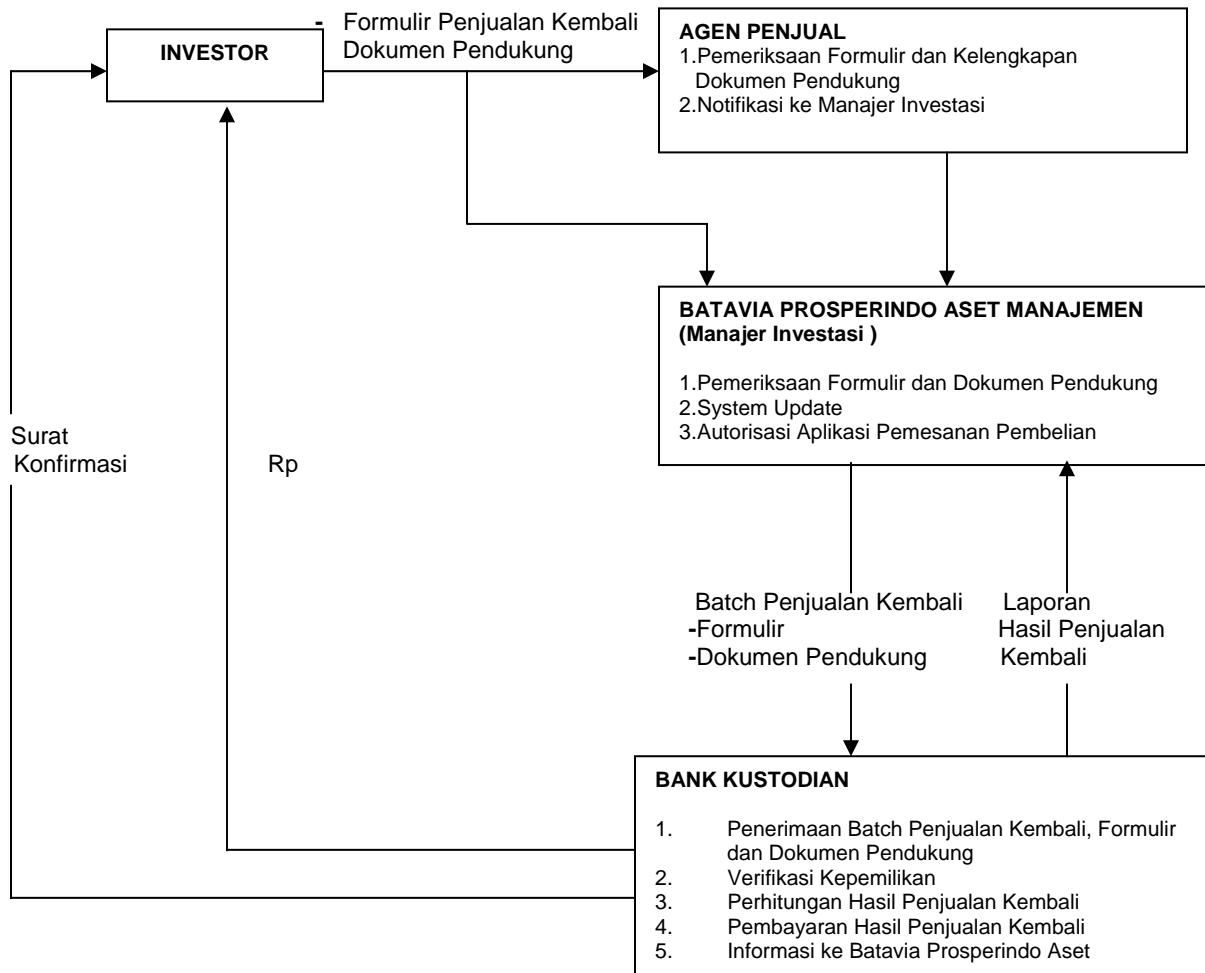 - Formulir Penjualan Kembali
Dokumen Pendukung
INVESTOR
AGEN PENJUAL
1.Pemeriksaan Formulir dan Kelengkapan
Dokumen Pendukung
2.Notifikasi ke Manajer Investasi
BATAVIA PROSPERINDO ASET MANAJEMEN
(Manajer Investasi )
1.Pemeriksaan Formulir dan Dokumen Pendukung
2.System Update
3.Autorisasi Aplikasi Pemesanan Pembelian
Surat
Konfirmasi
Rp
Batch Penjualan Kembali
-Formulir
-Dokumen Pendukung
Laporan
Hasil Penjualan
Kembali
BANK KUSTODIAN
1. Penerimaan Batch Penjualan Kembali, Formulir
dan Dokumen Pendukung
2. Verifikasi Kepemilikan
3. Perhitungan Hasil Penjualan Kembali
4. Pembayaran Hasil Penjualan Kembali
5. Informasi ke Batavia Prosperindo Aset